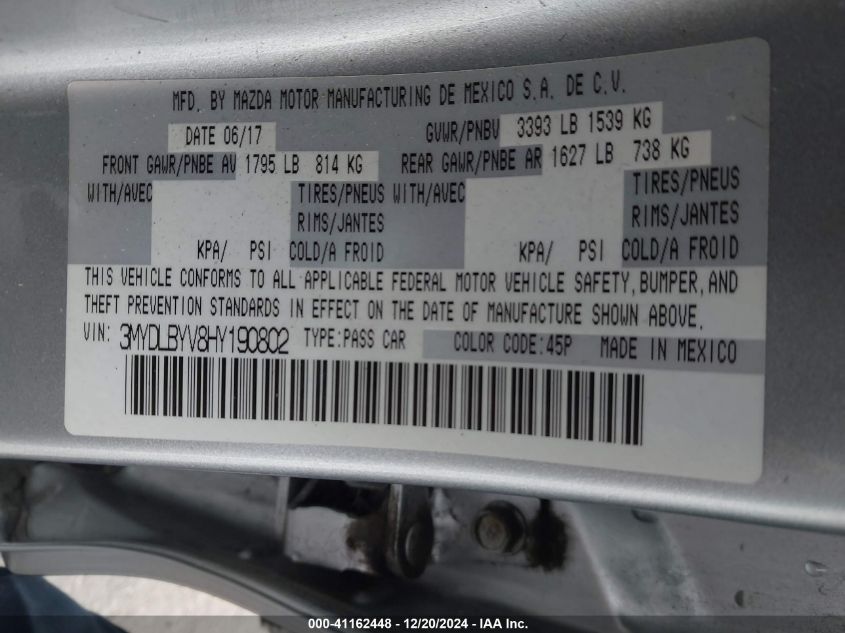 MFD. BY MAZDA MOTOR MANUFACTURING DE MEXICO S.A. DE C.V.
DATE 06/17 GVWR/PNBV 3393 LB 1539 KG
FRONT GAWR/PNBE AV 1795 LB 814 KG REAR GAWR/PNBE AR 1627 LB 738 KG
WITH/AVEC TIRES/PNEUS WITH/AVEC TIRES/PNEUS
RIMS/JANTES RIMS/JANTES
KPA/ PSI COLD/A FROID KPA/ PSI COLD/A FROID
THIS VEHICLE CONFORMS TO ALL APPLICABLE FEDERAL MOTOR VEHICLE SAFETY, BUMPER, AND
THEFT PREVENTION STANDARDS IN EFFECT ON THE DATE OF MANUFACTURE SHOWN ABOVE.
VIN: 3MYDLBYV8HY190802 TYPE:PASS CAR COLOR CODE:45P MADE IN MEXICO
000-41162448 - 12/20/2024 - IAA Inc.